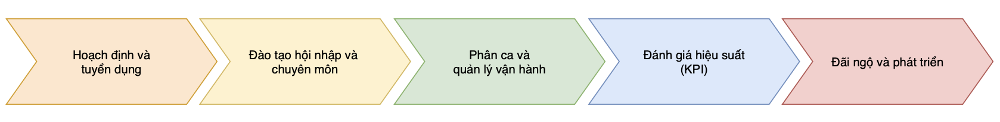 Hoạch định và
tuyển dụng
Đào tạo hội nhập và
chuyên môn
Phân ca và
quản lý vận hành
Đánh giá hiệu suất
(KPI)
Đãi ngộ và phát triển